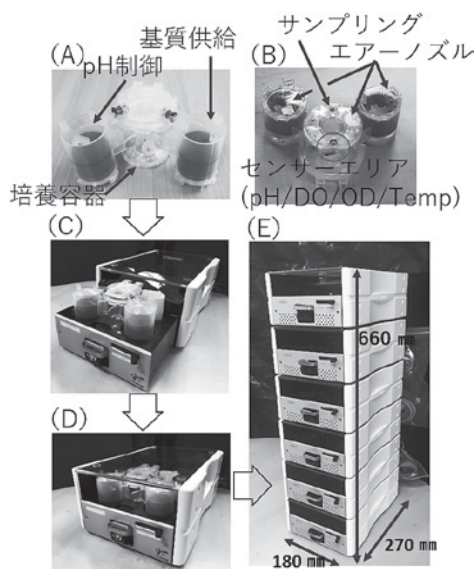 (A)
基質供給
pH制御
培養容器
(B)
サンプリング
エアーノズル
センサーエリア
(pH/DO/OD/Temp)
(C)
(D)
(E)
660 mm
180 mm
270 mm